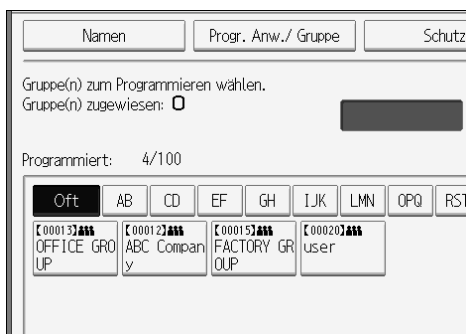 Namen Progr. Anw./ Gruppe Schutz
Gruppe(n) zum Programmieren wählen.
Gruppe(n) zugewiesen: 0
Programmiert: 4/100
Oft AB CD EF GH IJK LMN OPQ RST
【00013】 【00012】 【00015】 【00020】
OFFICE GRO ABC Compan FACTORY GR user
UP y OUP